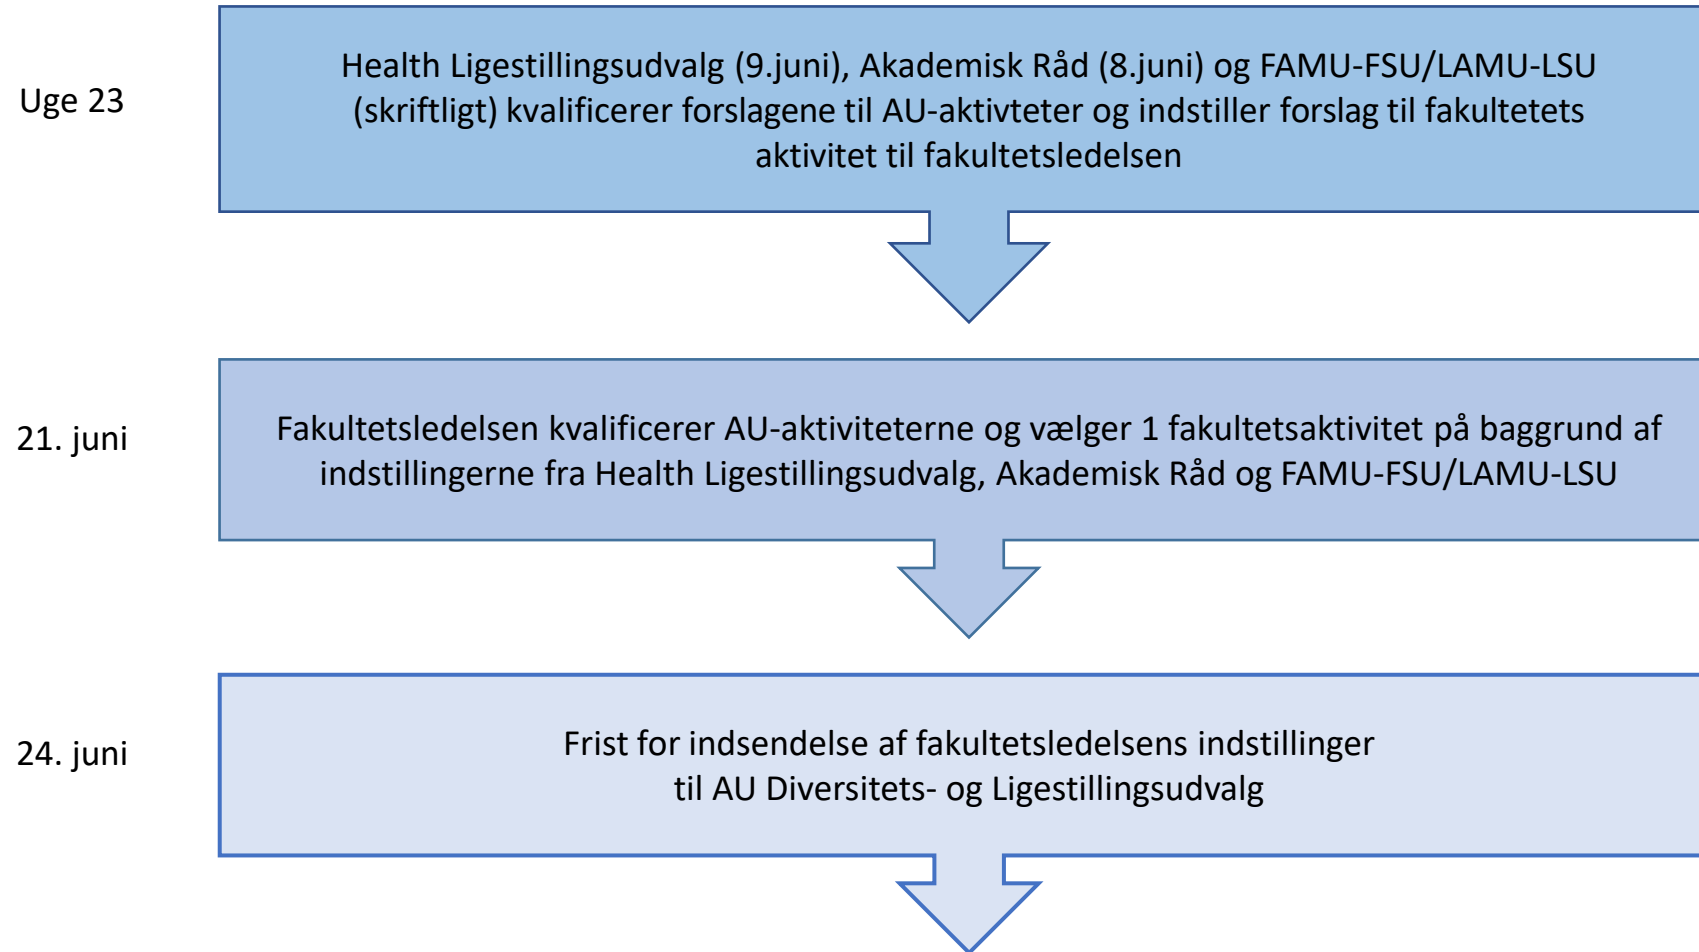 Uge 23
Health Ligestillingsudvalg (9.juni), Akademisk Råd (8.juni) og FAMU-FSU/LAMU-LSU
(skriftligt) kvalificerer forslagene til AU-aktivteter og indstiller forslag til fakultetets
aktivitet til fakultetsledelsen
21. juni
Fakultetsledelsen kvalificerer AU-aktiviteterne og vælger 1 fakultetsaktivitet på baggrund af
indstillingerne fra Health Ligestillingsudvalg, Akademisk Råd og FAMU-FSU/LAMU-LSU
24. juni
Frist for indsendelse af fakultetsledelsens indstillinger
til AU Diversitets- og Ligestillingsudvalg